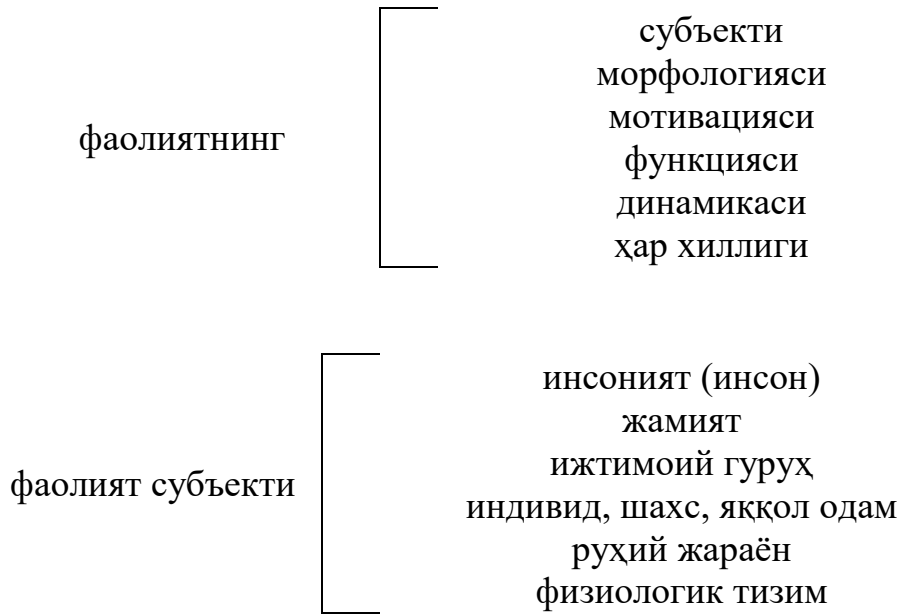 фаолиятнинг
субъекти
морфологияси
мотивацияси
функцияси
динамикаси
ҳар хиллиги
фаолият субъекти
инсоният (инсон)
жамият
ижтимоий гуруҳ
индивид, шахс, яққол одам
руҳий жараён
физиологик тизим